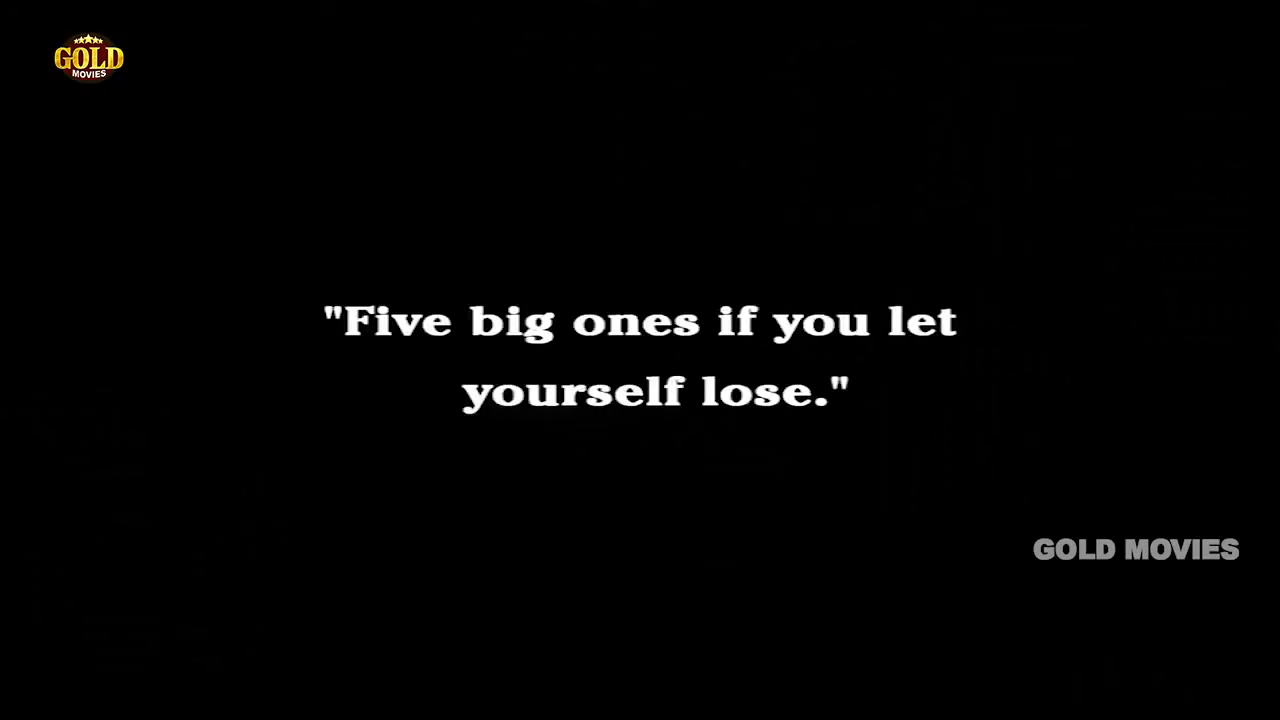 GOLD
MOVIES
"Five big ones if you let
yourself lose."
GOLD MOVIES